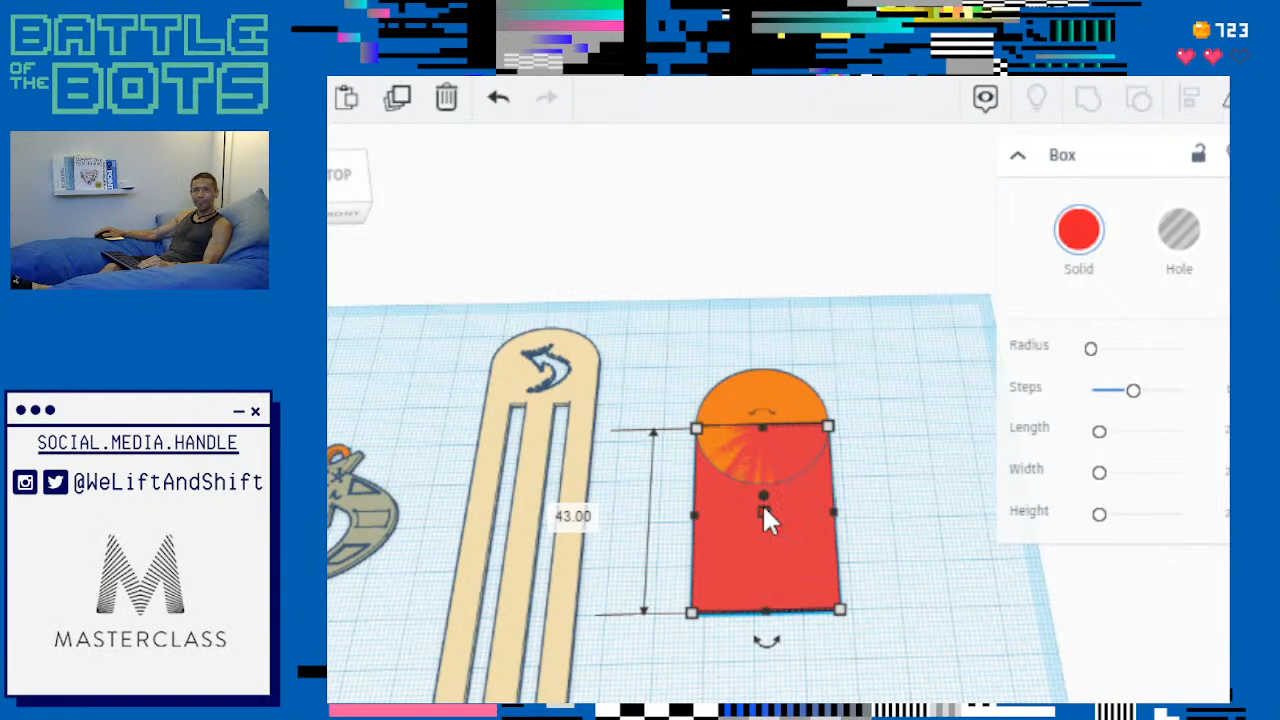 BATTLE
OF THE
BOTS
723
TOP
FRONT
Box
Solid
Hole
Radius
Steps
Length
Width
Height
43.00
SOCIAL.MEDIA.HANDLE
@WeLiftAndShift
MASTERCLASS